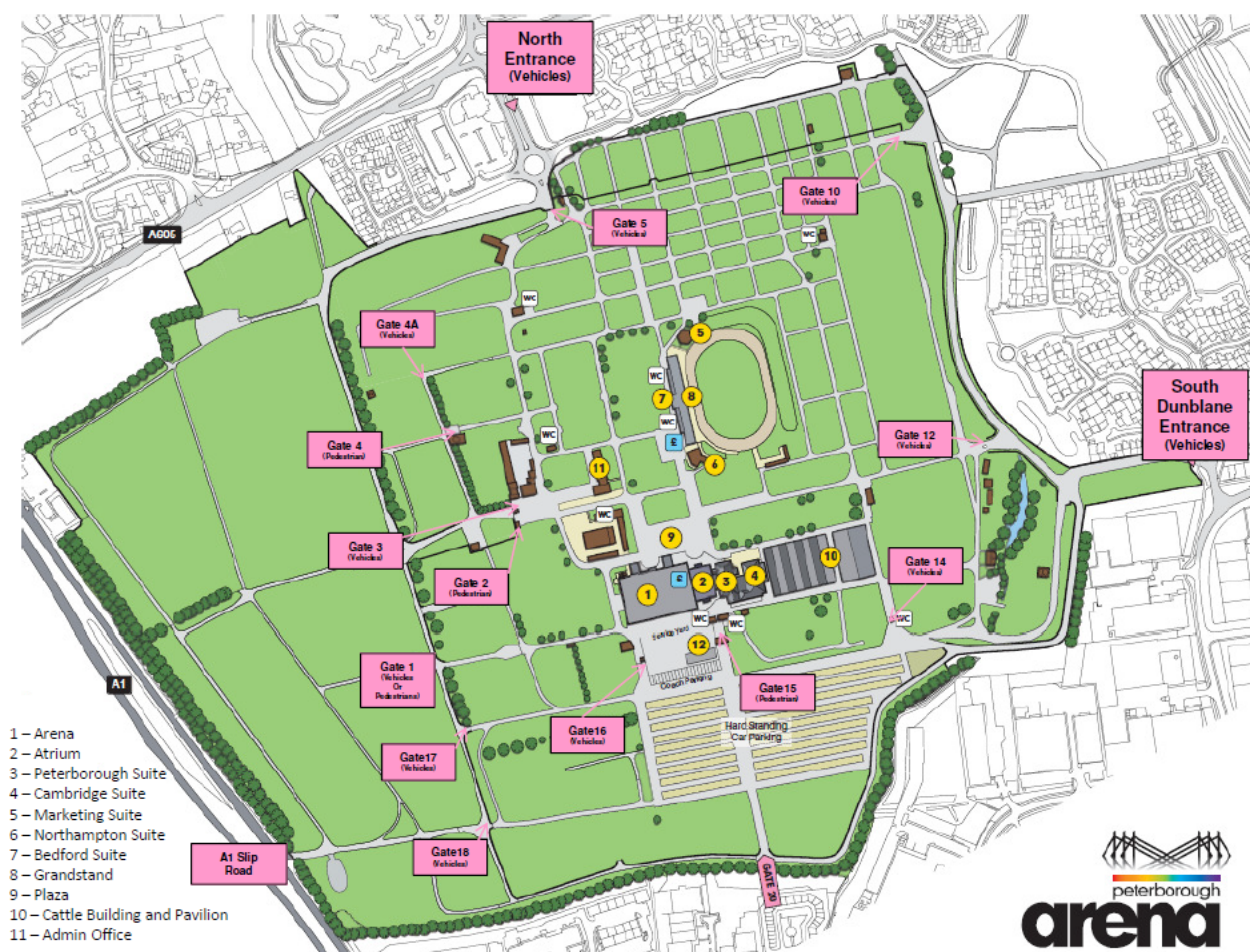 North
Entrance
(Vehicles)
Gate 10
(Vehicles)
Gate 5
(Vehicles)
A605
WC
WC
Gate 4A
(Vehicles)
5
WC
7
8
South
Dunblane
Entrance
(Vehicles)
WC
Gate 12
(Vehicles)
Gate 4
(Pedestrian)
WC
£
6
11
WC
Gate 3
(Vehicles)
9
Gate 2
(Pedestrian)
10
Gate 14
(Vehicles)
1
£
2
3
4
WC
WC
WC
Service Yard
12
Gate 1
(Vehicles
Or
Pedestrians)
Coach Parking
Gate15
(Pedestrian)
A1
Gate16
(Vehicles)
Hard Standing
Car Parking
Gate17
(Vehicles)
1 – Arena
2 – Atrium
3 – Peterborough Suite
4 – Cambridge Suite
5 – Marketing Suite
6 – Northampton Suite
7 – Bedford Suite
8 – Grandstand
9 – Plaza
10 – Cattle Building and Pavilion
11 – Admin Office
A1 Slip
Road
Gate18
(Vehicles)
GATE 20
peterborough
arena